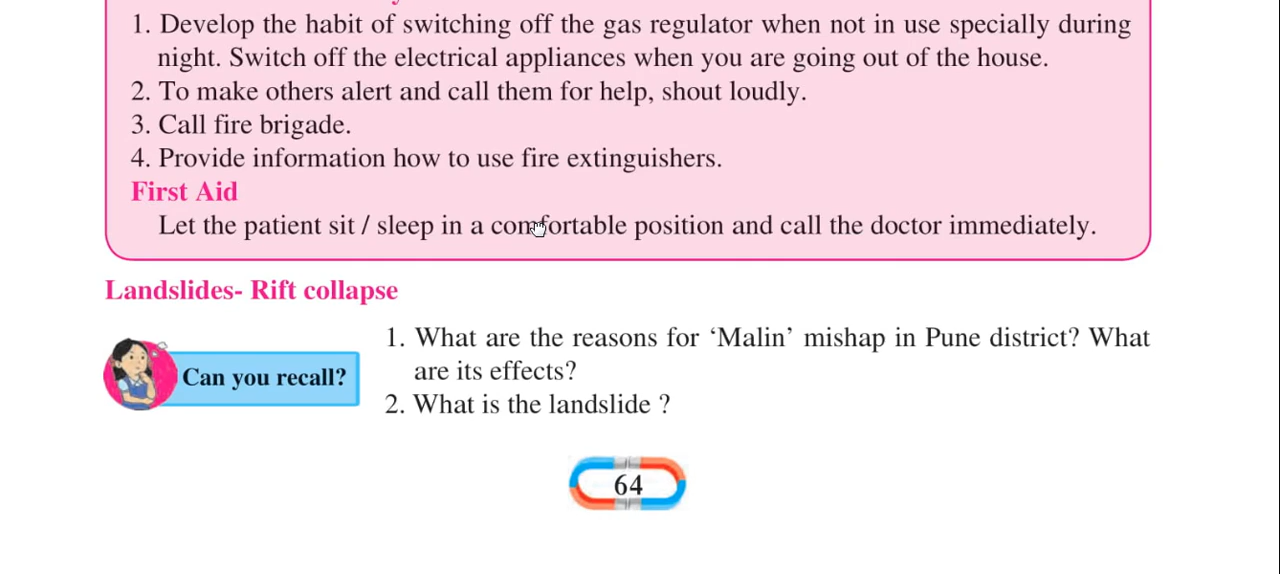 1. Develop the habit of switching off the gas regulator when not in use specially during
night. Switch off the electrical appliances when you are going out of the house.
2. To make others alert and call them for help, shout loudly.
3. Call fire brigade.
4. Provide information how to use fire extinguishers.
First Aid
Let the patient sit / sleep in a comfortable position and call the doctor immediately.
Landslides- Rift collapse
Can you recall?
1. What are the reasons for ‘Malin’ mishap in Pune district? What
are its effects?
2. What is the landslide ?
64